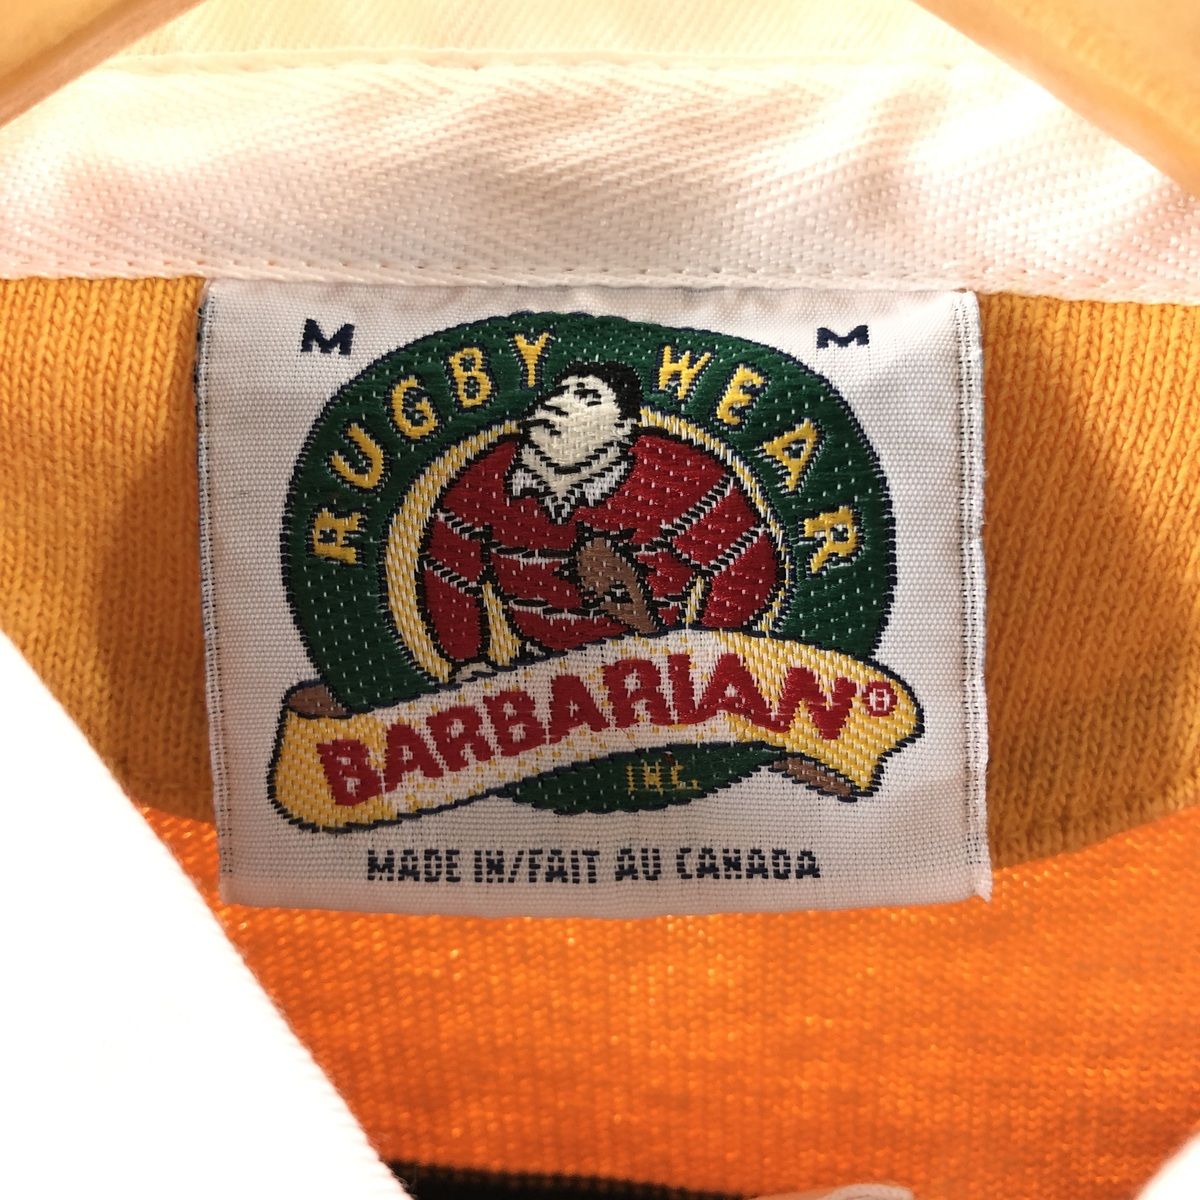 M M
RUGBY WEAR
BARBARIAN®
INC.
MADE IN/FAIT AU CANADA